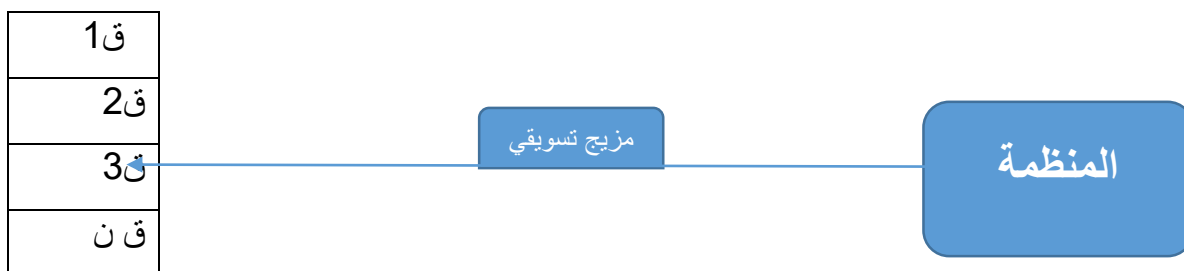 المنظمة
مزيج تسويقي
ق1
ق2
ق3
ق ن